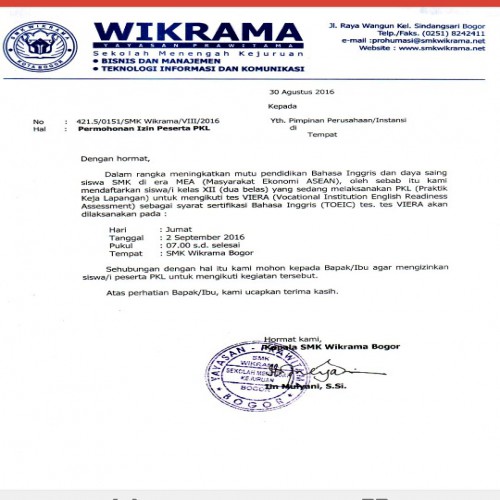 WIKRAMA
YAYASAN PRAWITAMA
Sekolah Menengah Kejuruan
• BISNIS DAN MANAJEMEN
• TEKNOLOGI INFORMASI DAN KOMUNIKASI
Jl. Raya Wangun Kel. Sindangsari Bogor
Telp./Faks. (0251) 8242411
e-mail :prohumasi@smkwikrama.net
Website : www.smkwikrama.net
SMK WIKRAMA
KOTA BOGOR
30 Agustus 2016
Kepada
No : 421.5/0151/SMK Wikrama/VIII/2016
Hal : Permohonan Izin Peserta PKL
Yth. Pimpinan Perusahaan/Instansi
di
Tempat
Dengan hormat,
Dalam rangka meningkatkan mutu pendidikan Bahasa Inggris dan daya saing
siswa SMK di era MEA (Masyarakat Ekonomi ASEAN), oleh sebab itu kami
mendaftarkan siswa/i kelas XII (dua belas) yang sedang melaksanakan PKL (Praktik
Keja Lapangan) untuk mengikuti tes VIERA (Vocational Institution English Readiness
Assessment) sebagai syarat sertifikasi Bahasa Inggris (TOEIC) tes. tes VIERA akan
dilaksanakan pada :
Hari : Jumat
Tanggal : 2 September 2016
Pukul : 07.00 s.d. selesai
Tempat : SMK Wikrama Bogor
Sehubungan dengan hal itu kami mohon kepada Bapak/Ibu agar mengizinkan
siswa/i peserta PKL untuk mengikuti kegiatan tersebut.
Atas perhatian Bapak/Ibu, kami ucapkan terima kasih.
Hormat kami,
Kepala SMK Wikrama Bogor
YAYASAN - PRAWITAMA
SMK
WIKRAMA
SEKOLAH MENENGAH
KEJURUAN
BOGOR
BOGOR
Iin Mulyani, S.Si.